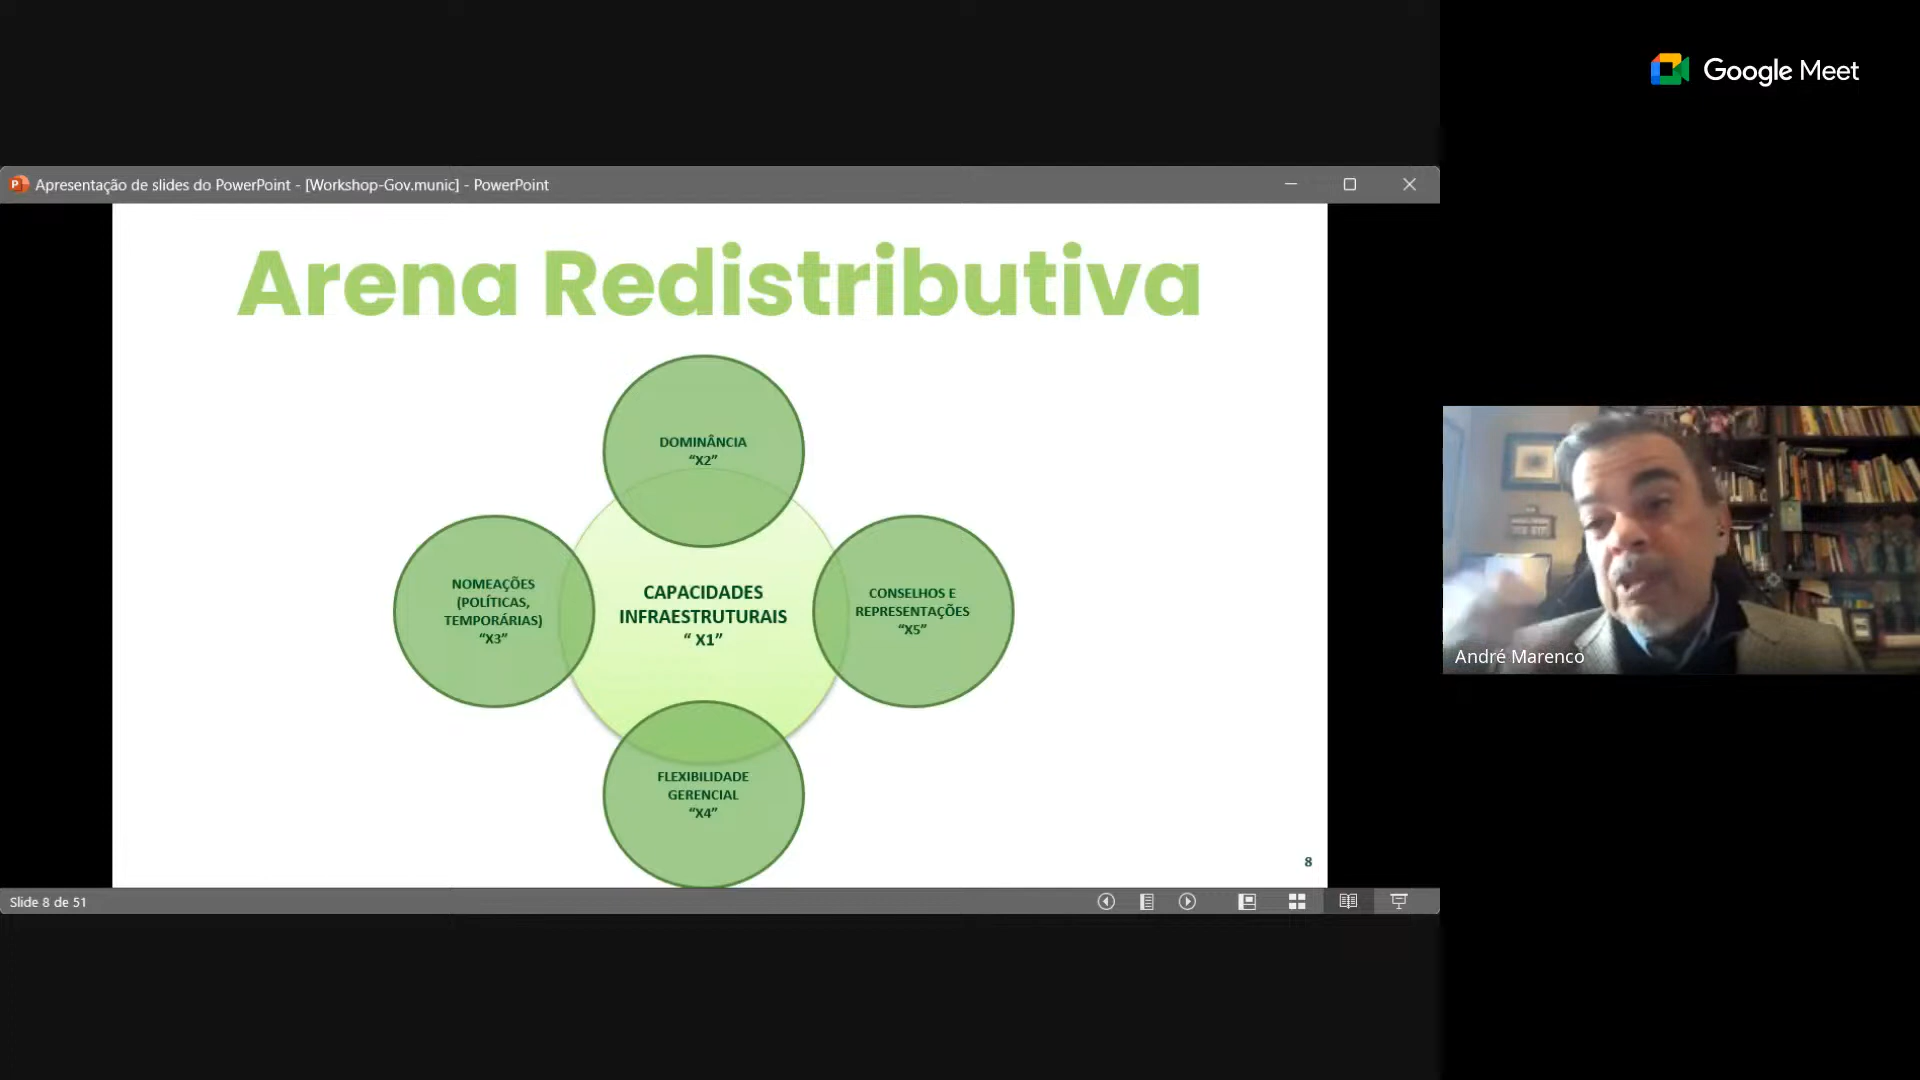 Google Meet
Apresentação de slides do PowerPoint - [Workshop-Gov.munic] - PowerPoint
Arena Redistributiva
DOMINÂNCIA
“X2”
NOMEAÇÕES
(POLÍTICAS,
TEMPORÁRIAS)
“X3”
CAPACIDADES
INFRAESTRUTURAIS
“ X1”
CONSELHOS E
REPRESENTAÇÕES
“X5”
FLEXIBILIDADE
GERENCIAL
“X4”
8
Slide 8 de 51
André Marenco